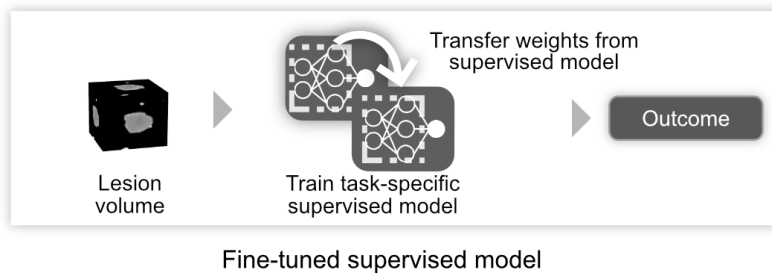 Transfer weights from
supervised model
Outcome
Lesion
volume
Train task-specific
supervised model
Fine-tuned supervised model